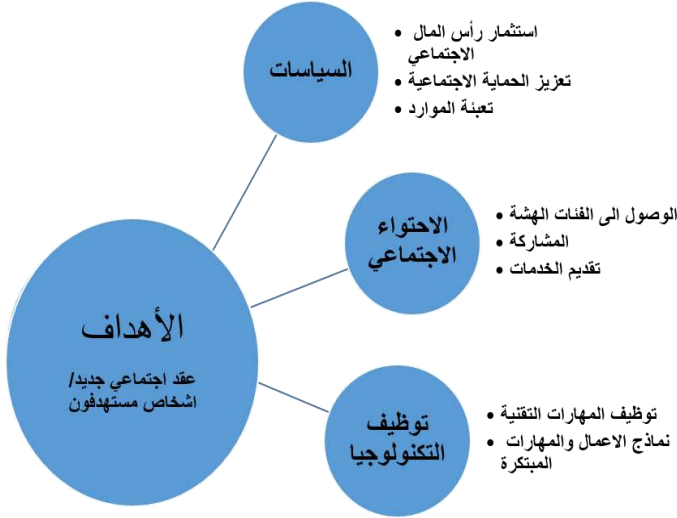 السياسات
• استثمار رأس المال
الاجتماعي
• تعزيز الحماية الاجتماعية
• تعبئة الموارد
الاحتواء
الاجتماعي
• الوصول الى الفئات الهشة
• المشاركة
• تقديم الخدمات
الأهداف
عقد اجتماعي جديد/
اشخاص مستهدفون
توظيف
التكنولوجيا
• توظيف المهارات التقنية
• نماذج الاعمال والمهارات
المبتكرة